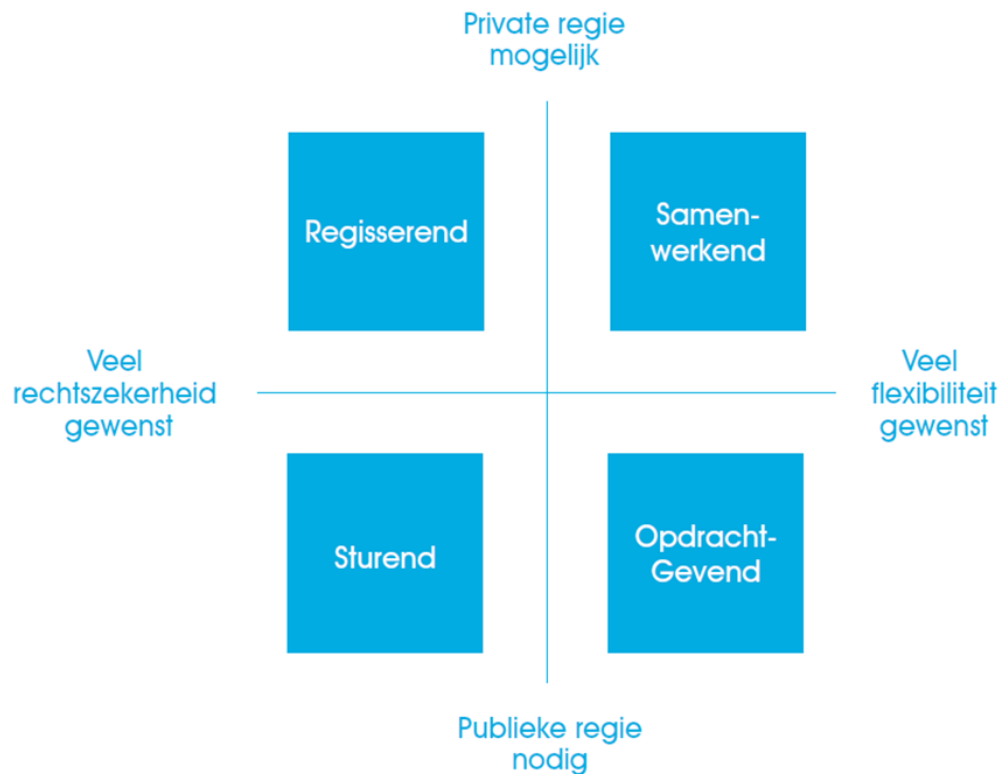 Private regie
mogelijk
Regisserend
Samen-
werkend
Veel
rechtszekerheid
gewenst
Veel
flexibiliteit
gewenst
Sturend
Opdracht-
Gevend
Publieke regie
nodig